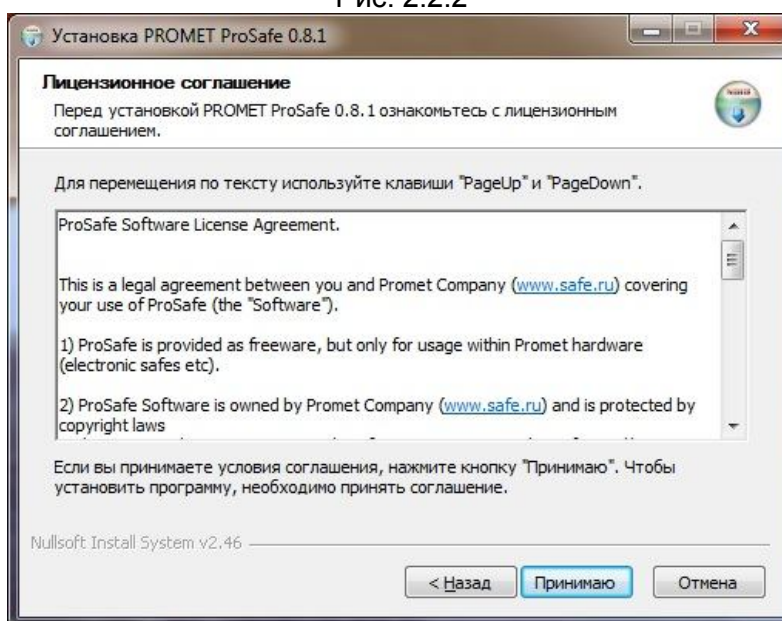 Рис. 2.2.2
Установка PROMET ProSafe 0.8.1
Лицензионное соглашение
Перед установкой PROMET ProSafe 0.8.1 ознакомьтесь с лицензионным
соглашением.
Для перемещения по тексту используйте клавиши "PageUp" и "PageDown".
ProSafe Software License Agreement.
This is a legal agreement between you and Promet Company (www.safe.ru) covering
your use of ProSafe (the "Software").
1) ProSafe is provided as freeware, but only for usage within Promet hardware
(electronic safes etc).
2) ProSafe Software is owned by Promet Company (www.safe.ru) and is protected by
copyright laws
Если вы принимаете условия соглашения, нажмите кнопку "Принимаю". Чтобы
установить программу, необходимо принять соглашение.
Nullsoft Install System v2.46
< Назад Принимаю Отмена